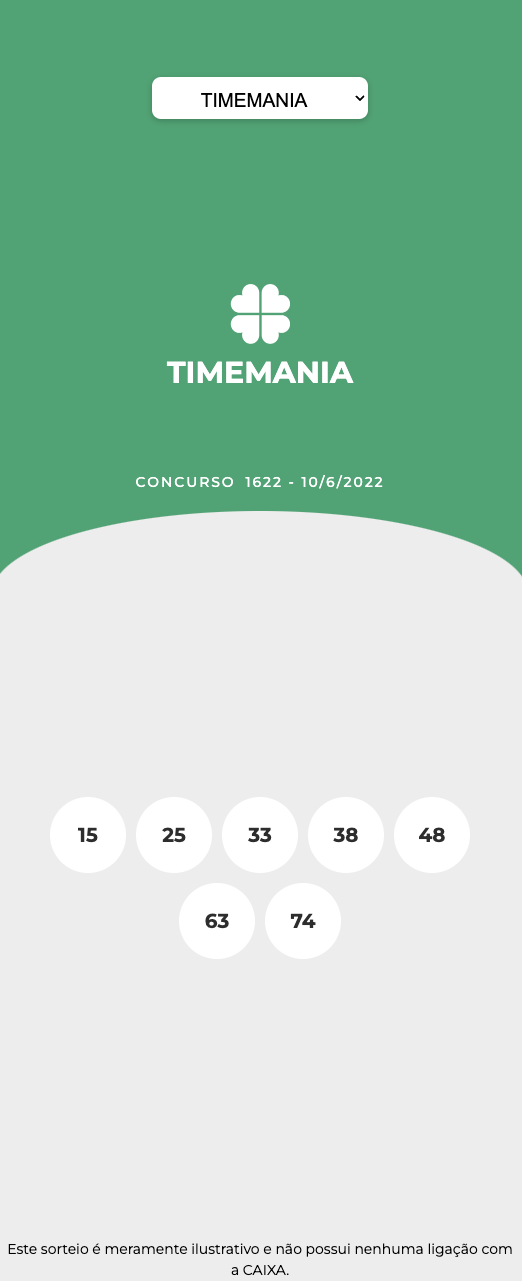 TIMEMANIA
TIMEMANIA
CONCURSO 1622 - 10/6/2022
15 25 33 38 48
63 74
Este sorteio é meramente ilustrativo e não possui nenhuma ligação com
a CAIXA.